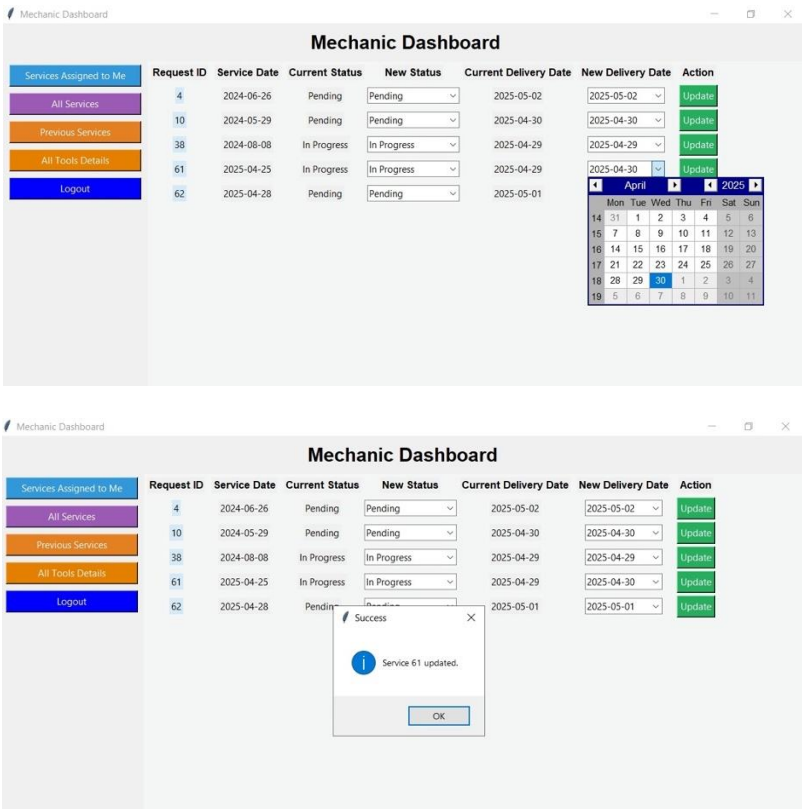 Mechanic Dashboard
Mechanic Dashboard
Services Assigned to Me
All Services
Previous Services
All Tools Details
Logout
Request ID Service Date Current Status New Status Current Delivery Date New Delivery Date Action
4 2024-06-26 Pending Pending 2025-05-02 2025-05-02 Update
10 2024-05-29 Pending Pending 2025-04-30 2025-04-30 Update
38 2024-08-08 In Progress In Progress 2025-04-29 2025-04-29 Update
61 2025-04-25 In Progress In Progress 2025-04-29 2025-04-30 Update
62 2025-04-28 Pending Pending 2025-05-01
April 2025
Mon Tue Wed Thu Fri Sat Sun
14 31 1 2 3 4 5 6
15 7 8 9 10 11 12 13
16 14 15 16 17 18 19 20
17 21 22 23 24 25 26 27
18 28 29 30 1 2 3 4
19 5 6 7 8 9 10 11
Mechanic Dashboard
Mechanic Dashboard
Services Assigned to Me
All Services
Previous Services
All Tools Details
Logout
Request ID Service Date Current Status New Status Current Delivery Date New Delivery Date Action
4 2024-06-26 Pending Pending 2025-05-02 2025-05-02 Update
10 2024-05-29 Pending Pending 2025-04-30 2025-04-30 Update
38 2024-08-08 In Progress In Progress 2025-04-29 2025-04-29 Update
61 2025-04-25 In Progress In Progress 2025-04-29 2025-04-30 Update
62 2025-04-28 Pending 2025-05-01 2025-05-01 Update
Success
Service 61 updated.
OK